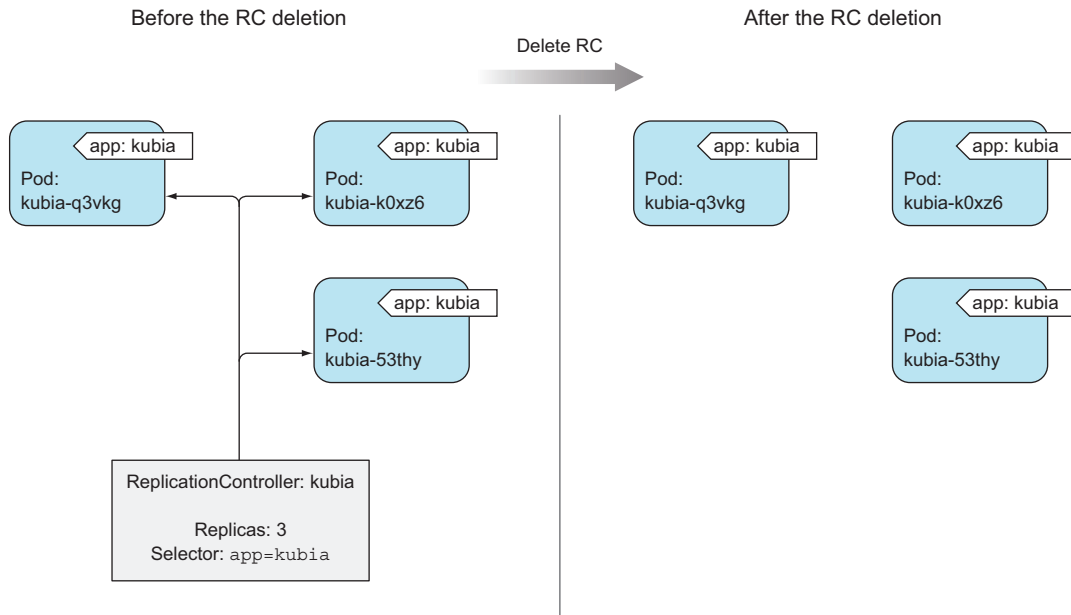 Before the RC deletion
After the RC deletion
Delete RC
app: kubia
Pod:
kubia-q3vkg
app: kubia
Pod:
kubia-k0xz6
app: kubia
Pod:
kubia-53thy
ReplicationController: kubia
Replicas: 3
Selector: app=kubia
app: kubia
Pod:
kubia-q3vkg
app: kubia
Pod:
kubia-k0xz6
app: kubia
Pod:
kubia-53thy